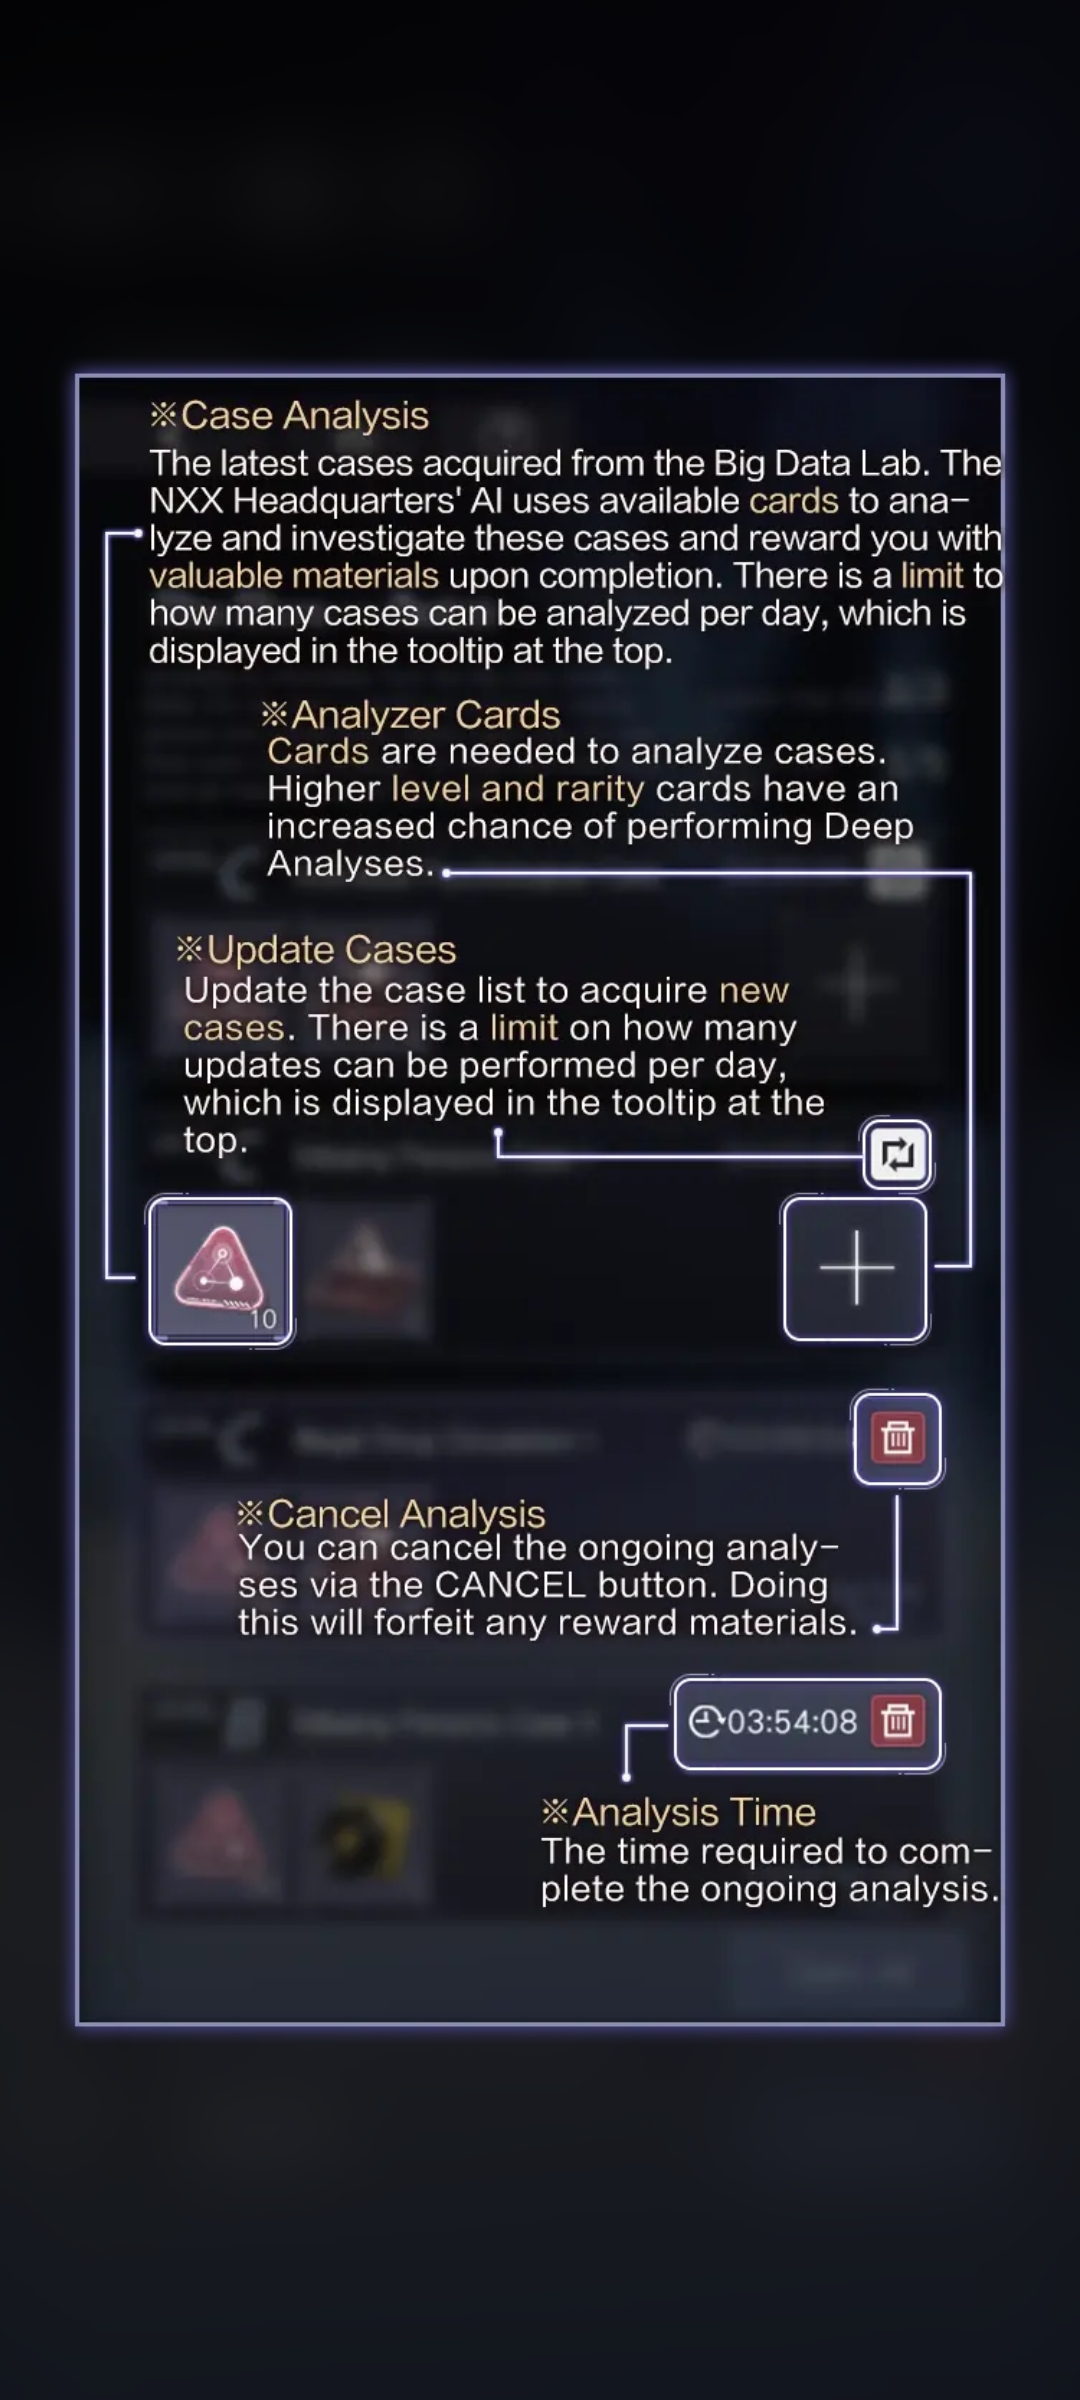 ※Case Analysis
The latest cases acquired from the Big Data Lab. The
NXX Headquarters' AI uses available cards to ana-
lyze and investigate these cases and reward you with
valuable materials upon completion. There is a limit to
how many cases can be analyzed per day, which is
displayed in the tooltip at the top.
※Analyzer Cards
Cards are needed to analyze cases.
Higher level and rarity cards have an
increased chance of performing Deep
Analyses.
※Update Cases
Update the case list to acquire new
cases. There is a limit on how many
updates can be performed per day,
which is displayed in the tooltip at the
top.
10
※Cancel Analysis
You can cancel the ongoing analy-
ses via the CANCEL button. Doing
this will forfeit any reward materials.
03:54:08
※Analysis Time
The time required to com-
plete the ongoing analysis.